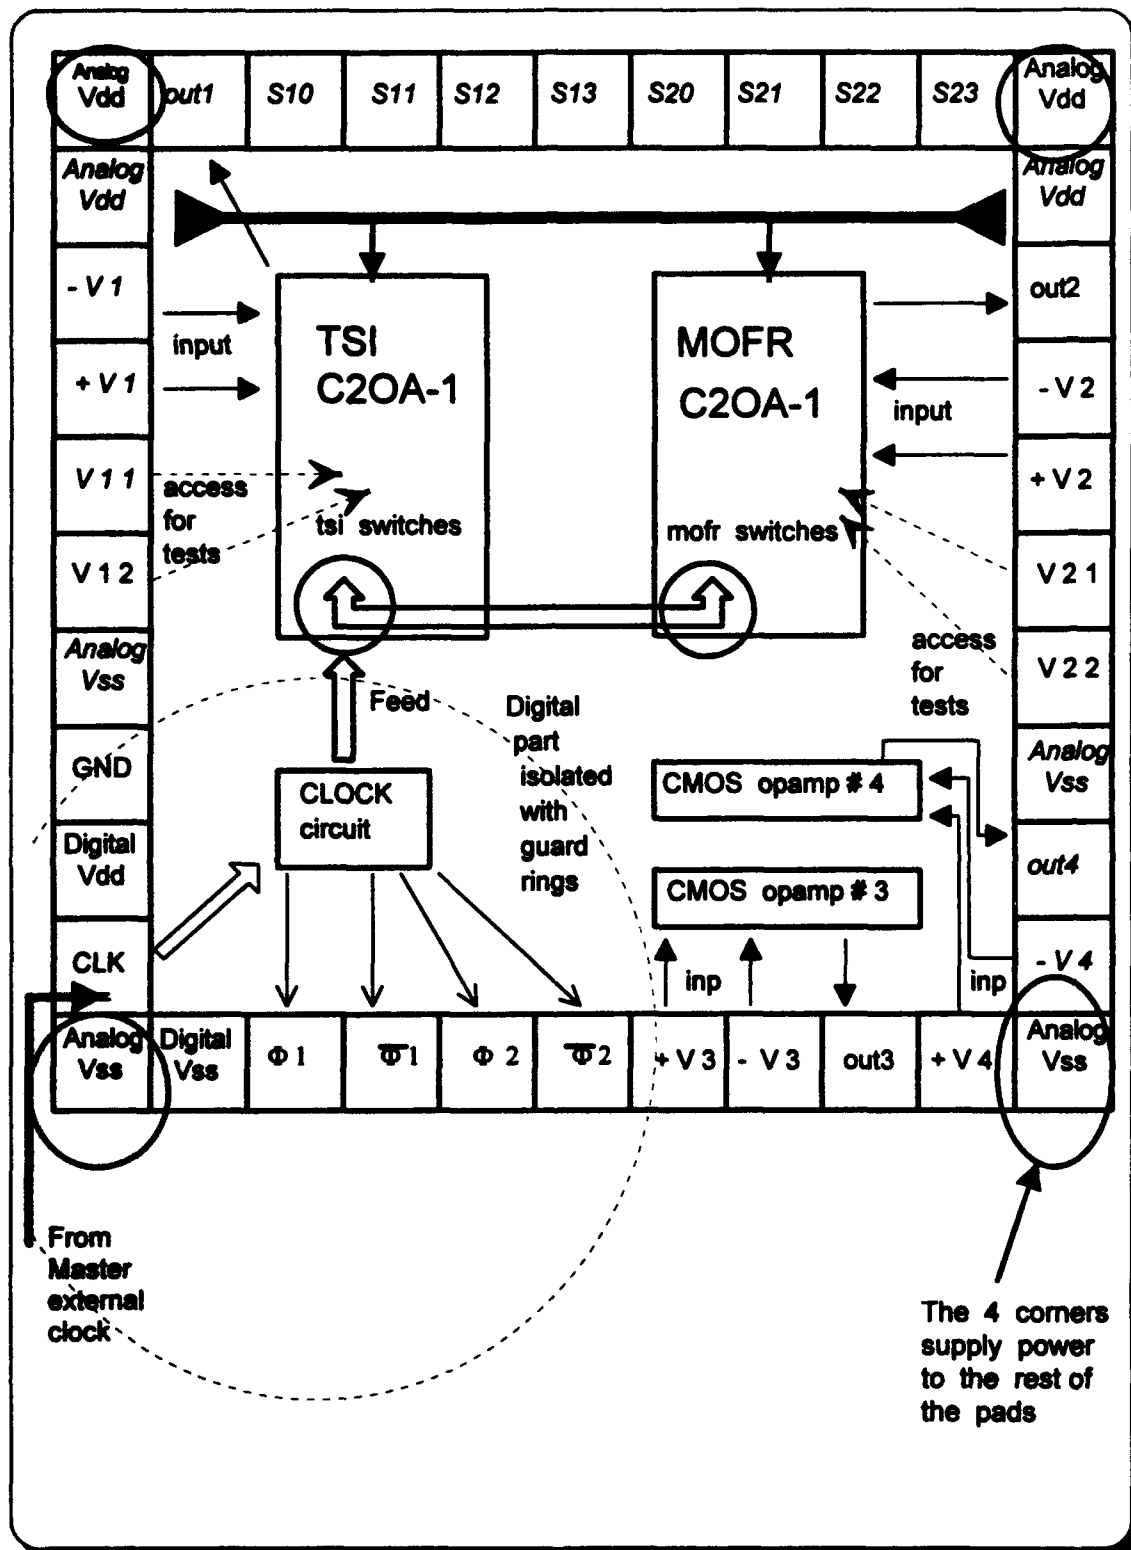 Analog
Vdd
out1
S10
S11
S12
S13
S20
S21
S22
S23
Analog
Vdd
Analog
Vdd
Analog
Vdd
- V 1
out2
input
TSI
C2OA-1
MOFR
C2OA-1
+ V 1
input
- V 2
V 1 1
access
for
tests
tsi switches
mofr switches
+ V 2
V 1 2
V 2 1
Analog
Vss
access
for
tests
V 2 2
Feed
Digital
part
isolated
with
guard
rings
GND
CLOCK
circuit
CMOS opamp # 4
Analog
Vss
Digital
Vdd
CMOS opamp # 3
out4
CLK
inp
inp
- V 4
Analog
Vss
Digital
Vss
Φ 1
Φ̅ 1
Φ 2
Φ̅ 2
+ V 3
- V 3
out3
+ V 4
Analog
Vss
From
Master
external
clock
The 4 corners
supply power
to the rest of
the pads